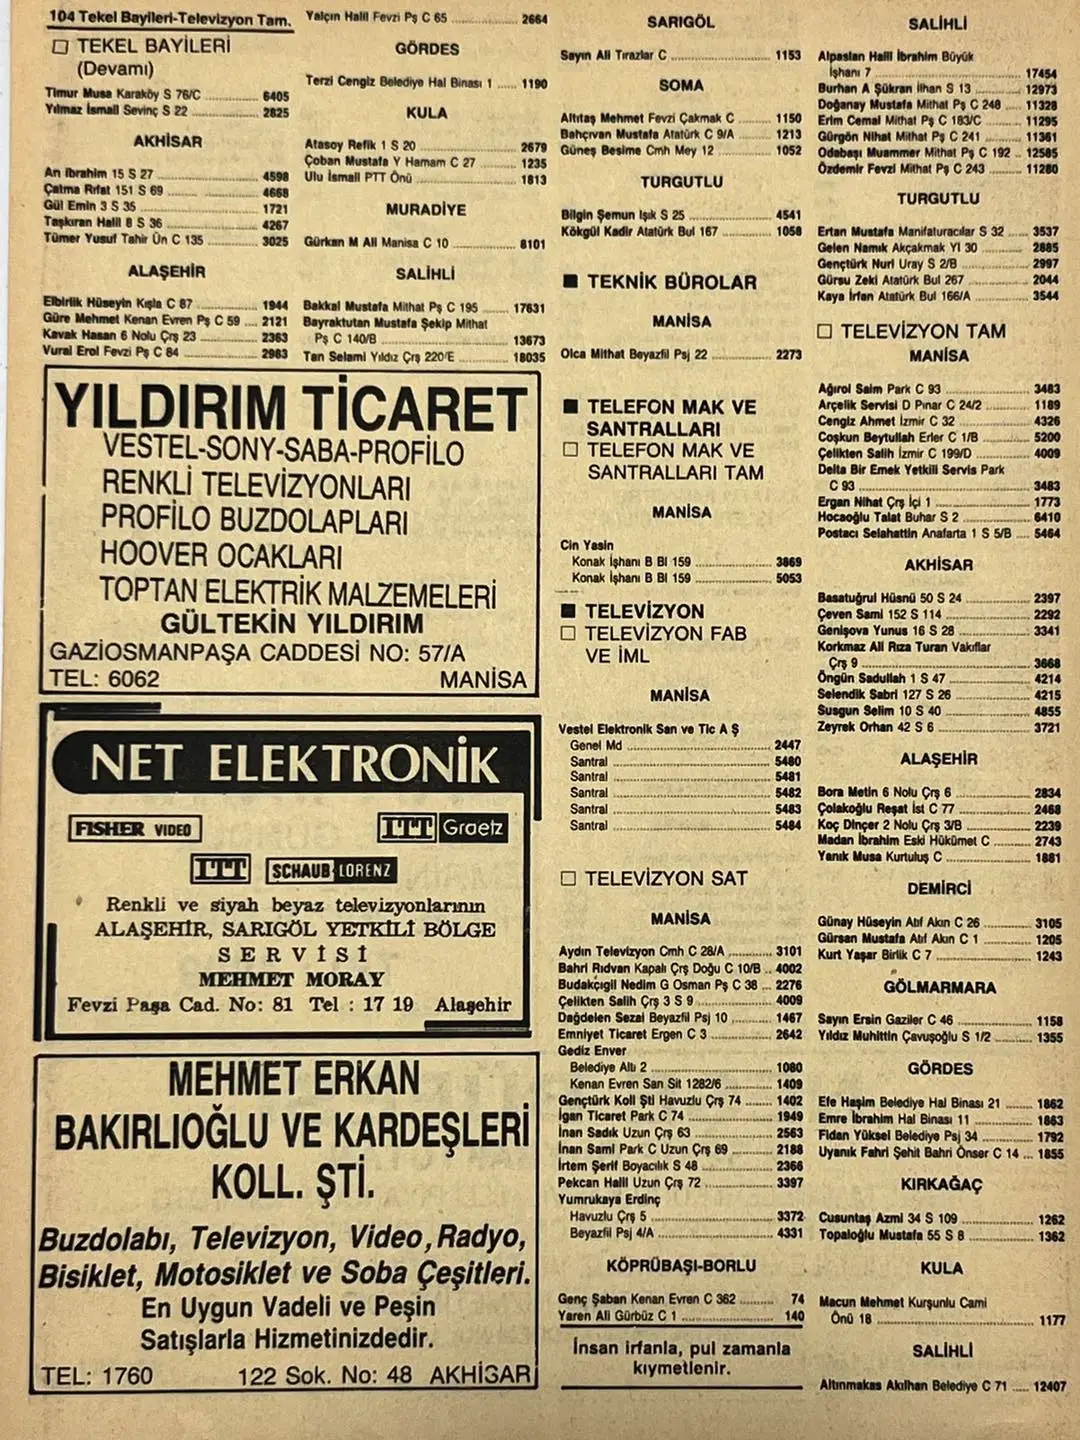 104 Tekel Bayileri-Televizyon Tam.
□ TEKEL BAYİLERİ
(Devamı)
Timur Musa Karaköy S 76/C 6405
Yılmaz İsmail Sevinç S 22 2825
AKHİSAR
Arı İbrahim 15 S 27 4598
Çatma Rıfat 151 S 69 4668
Gül Emin 3 S 35 1721
Taşkıran Halil 8 S 36 4267
Tümer Yusuf Tahir Ün C 135 3025
ALAŞEHİR
Elbirlik Hüseyin Kışla C 87 1944
Güre Mehmet Kenan Evren Pş C 59 2121
Kavak Hasan 6 Nolu Çrş 23 2363
Vural Erol Fevzi Pş C 84 2983
Yalçın Halil Fevzi Pş C 65 2664
GÖRDES
Terzi Cengiz Belediye Hal Binası 1 1190
KULA
Atasoy Refik 1 S 20 2679
Çoban Mustafa Y Hamam C 27 1235
Ulu İsmail PTT Önü 1813
MURADİYE
Gürkan M Ali Manisa C 10 8101
SALİHLİ
Bakkal Mustafa Mithat Pş C 195 17631
Bayraktutan Mustafa Şekip Mithat
Pş C 140/B 13673
Tan Selami Yıldız Çrş 220/E 18035
YILDIRIM TİCARET
VESTEL-SONY-SABA-PROFİLO
RENKLİ TELEVİZYONLARI
PROFİLO BUZDOLAPLARI
HOOVER OCAKLARI
TOPTAN ELEKTRİK MALZEMELERİ
GÜLTEKİN YILDIRIM
GAZİOSMANPAŞA CADDESİ NO: 57/A
TEL: 6062 MANİSA
NET ELEKTRONİK
FISHER VIDEO ITT Graetz
ITT SCHAUB LORENZ
Renkli ve siyah beyaz televizyonlarının
ALAŞEHİR, SARIGÖL YETKİLİ BÖLGE
SERVİSİ
MEHMET MORAY
Fevzi Paşa Cad. No: 81 Tel : 17 19 Alaşehir
MEHMET ERKAN
BAKIRLIOĞLU VE KARDEŞLERİ
KOLL. ŞTİ.
Buzdolabı, Televizyon, Video, Radyo,
Bisiklet, Motosiklet ve Soba Çeşitleri.
En Uygun Vadeli ve Peşin
Satışlarla Hizmetinizdedir.
TEL: 1760 122 Sok. No: 48 AKHİSAR
SARIGÖL
Sayın Ali Tırazlar C 1153
SOMA
Altıtaş Mehmet Fevzi Çakmak C 1150
Bahçıvan Mustafa Atatürk C 9/A 1213
Güneş Besime Cmh Mey 12 1052
TURGUTLU
Bilgin Şemun Işık S 25 4541
Kökgül Kadir Atatürk Bul 167 1058
■ TEKNİK BÜROLAR
MANİSA
Olca Mithat Beyazfil Psj 22 2273
■ TELEFON MAK VE
SANTRALLARI
□ TELEFON MAK VE
SANTRALLARI TAM
MANİSA
Cin Yasin
Konak İşhanı B Bl 159 3869
Konak İşhanı B Bl 159 5053
■ TELEVİZYON
□ TELEVİZYON FAB
VE İML
MANİSA
Vestel Elektronik San ve Tic A Ş
Genel Md 2447
Santral 5480
Santral 5481
Santral 5482
Santral 5483
Santral 5484
□ TELEVİZYON SAT
MANİSA
Aydın Televizyon Cmh C 28/A 3101
Bahri Rıdvan Kapalı Çrş Doğu C 10/B 4002
Budakçıgil Nedim G Osman Pş C 38 2276
Çelikten Salih Çrş 3 S 9 4009
Dağdelen Sezai Beyazfil Psj 10 1467
Emniyet Ticaret Ergen C 3 2642
Gediz Enver
Belediye Altı 2 1080
Kenan Evren San Sit 1282/6 1409
Gençtürk Koll Şti Havuzlu Çrş 74 1402
İgan Ticaret Park C 74 1949
İnan Sadık Uzun Çrş 63 2563
İnan Sami Park C Uzun Çrş 69 2188
İrtem Şerif Boyacılık S 48 2366
Pekcan Halil Uzun Çrş 72 3397
Yumrukaya Erdinç
Havuzlu Çrş 5 3372
Beyazfil Psj 4/A 4331
KÖPRÜBAŞI-BORLU
Genç Şaban Kenan Evren C 362 74
Yaren Ali Gürbüz C 1 140
İnsan irfanla, pul zamanla
kıymetlenir.
SALİHLİ
Alpaslan Halil İbrahim Büyük
İşhanı 7 17454
Burhan A Şükran İlhan S 13 12973
Doğanay Mustafa Mithat Pş C 248 11328
Erim Cemal Mithat Pş C 183/C 11295
Gürgön Nihat Mithat Pş C 241 11361
Odabaşı Muammer Mithat Pş C 192 12585
Özdemir Fevzi Mithat Pş C 243 11280
TURGUTLU
Ertan Mustafa Manifaturacılar S 32 3537
Gelen Namık Akçakmak Yl 30 2885
Gençtürk Nuri Uray S 2/B 2997
Gürsu Zeki Atatürk Bul 267 2044
Kaya İrfan Atatürk Bul 166/A 3544
□ TELEVİZYON TAM
MANİSA
Ağırol Saim Park C 93 3483
Arçelik Servisi D Pınar C 24/2 1189
Cengiz Ahmet İzmir C 32 4326
Coşkun Beytullah Erler C 1/B 5200
Çelikten Salih İzmir C 199/D 4009
Delta Bir Emek Yetkili Servis Park
C 93 3483
Ergan Nihat Çrş İçi 1 1773
Hocaoğlu Talat Buhar S 2 6410
Postacı Selahattin Anafarta 1 S 5/B 5464
AKHİSAR
Basatuğrul Hüsnü 50 S 24 2397
Çeven Sami 152 S 114 2292
Genişova Yunus 16 S 28 3341
Korkmaz Ali Rıza Turan Vakıflar
Çrş 9 3668
Öngün Sadullah 1 S 47 4214
Selendik Sabri 127 S 26 4215
Susgun Selim 10 S 40 4855
Zeyrek Orhan 42 S 6 3721
ALAŞEHİR
Bora Metin 6 Nolu Çrş 6 2834
Çolakoğlu Reşat İst C 77 2468
Koç Dinçer 2 Nolu Çrş 3/B 2239
Madan İbrahim Eski Hükümet C 2743
Yanık Musa Kurtuluş C 1881
DEMİRCİ
Günay Hüseyin Atıf Akın C 26 3105
Gürsan Mustafa Atıf Akın C 1 1205
Kurt Yaşar Birlik C 7 1243
GÖLMARMARA
Sayın Ersin Gaziler C 46 1158
Yıldız Muhittin Çavuşoğlu S 1/2 1355
GÖRDES
Efe Haşim Belediye Hal Binası 21 1862
Emre İbrahim Hal Binası 11 1863
Fidan Yüksel Belediye Psj 34 1792
Uyanık Fahri Şehit Bahri Önser C 14 1855
KIRKAĞAÇ
Cusuntaş Azmi 34 S 109 1262
Topaloğlu Mustafa 55 S 8 1362
KULA
Macun Mehmet Kurşunlu Cami
Önü 18 1177
SALİHLİ
Altınmakas Akılhan Belediye C 71 12407